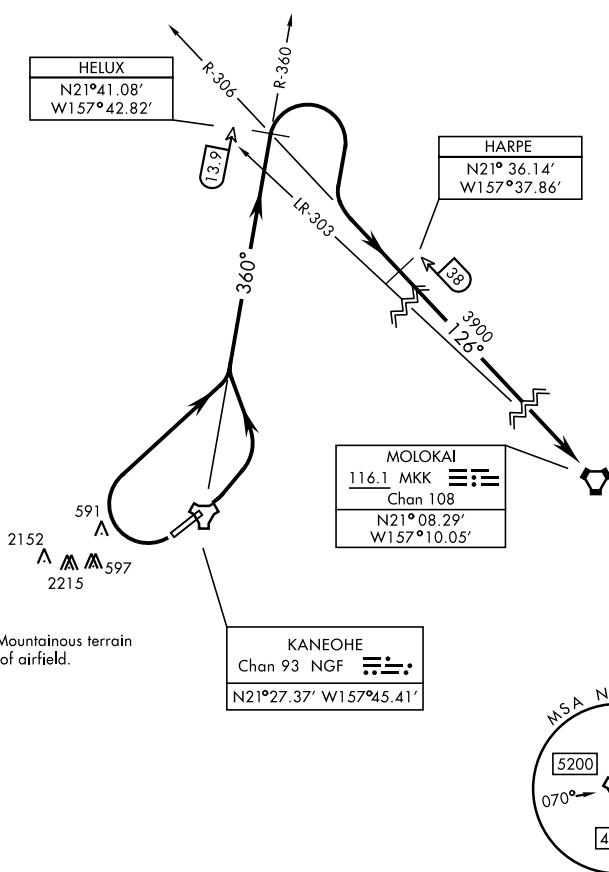 R-306
R-360
HELUX
N21°41.08′
W157°42.82′
13.9
HARPE
N21° 36.14′
W157°37.86′
LR-303
38
360°
3900
126°
MOLOKAI
116.1 MKK
Chan 108
N21° 08.29′
W157°10.05′
591
2152
2215
597
Mountainous terrain
of airfield.
KANEOHE
Chan 93 NGF
N21°27.37′ W157°45.41′
MSA N
5200
070°
4